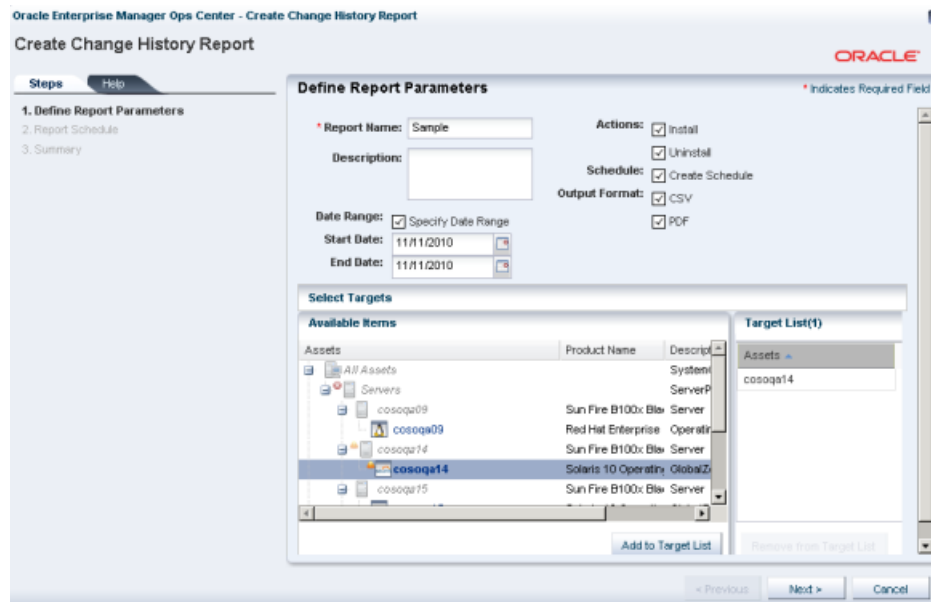 Oracle Enterprise Manager Ops Center - Create Change History Report
Create Change History Report
ORACLE
Steps Help
1. Define Report Parameters
2. Report Schedule
3. Summary
Define Report Parameters
* Indicates Required Field
* Report Name: Sample
Description:
Date Range: Specify Date Range
Start Date: 11/11/2010
End Date: 11/11/2010
Actions: Install
Uninstall
Schedule: Create Schedule
Output Format: CSV
PDF
Select Targets
Available Items
Assets Product Name Descript
All Assets System
Servers ServerP
cosoqa09 Sun Fire B100x Bla Server
cosoqa09 Red Hat Enterprise Operatin
cosoqa14 Sun Fire B100x Bla Server
cosoqa14 Solaris 10 Operatin GlobalZ
cosoqa15 Sun Fire B100x Bla Server
Add to Target List
Target List(1)
Assets
cosoqa14
Remove from Target List
< Previous Next > Cancel